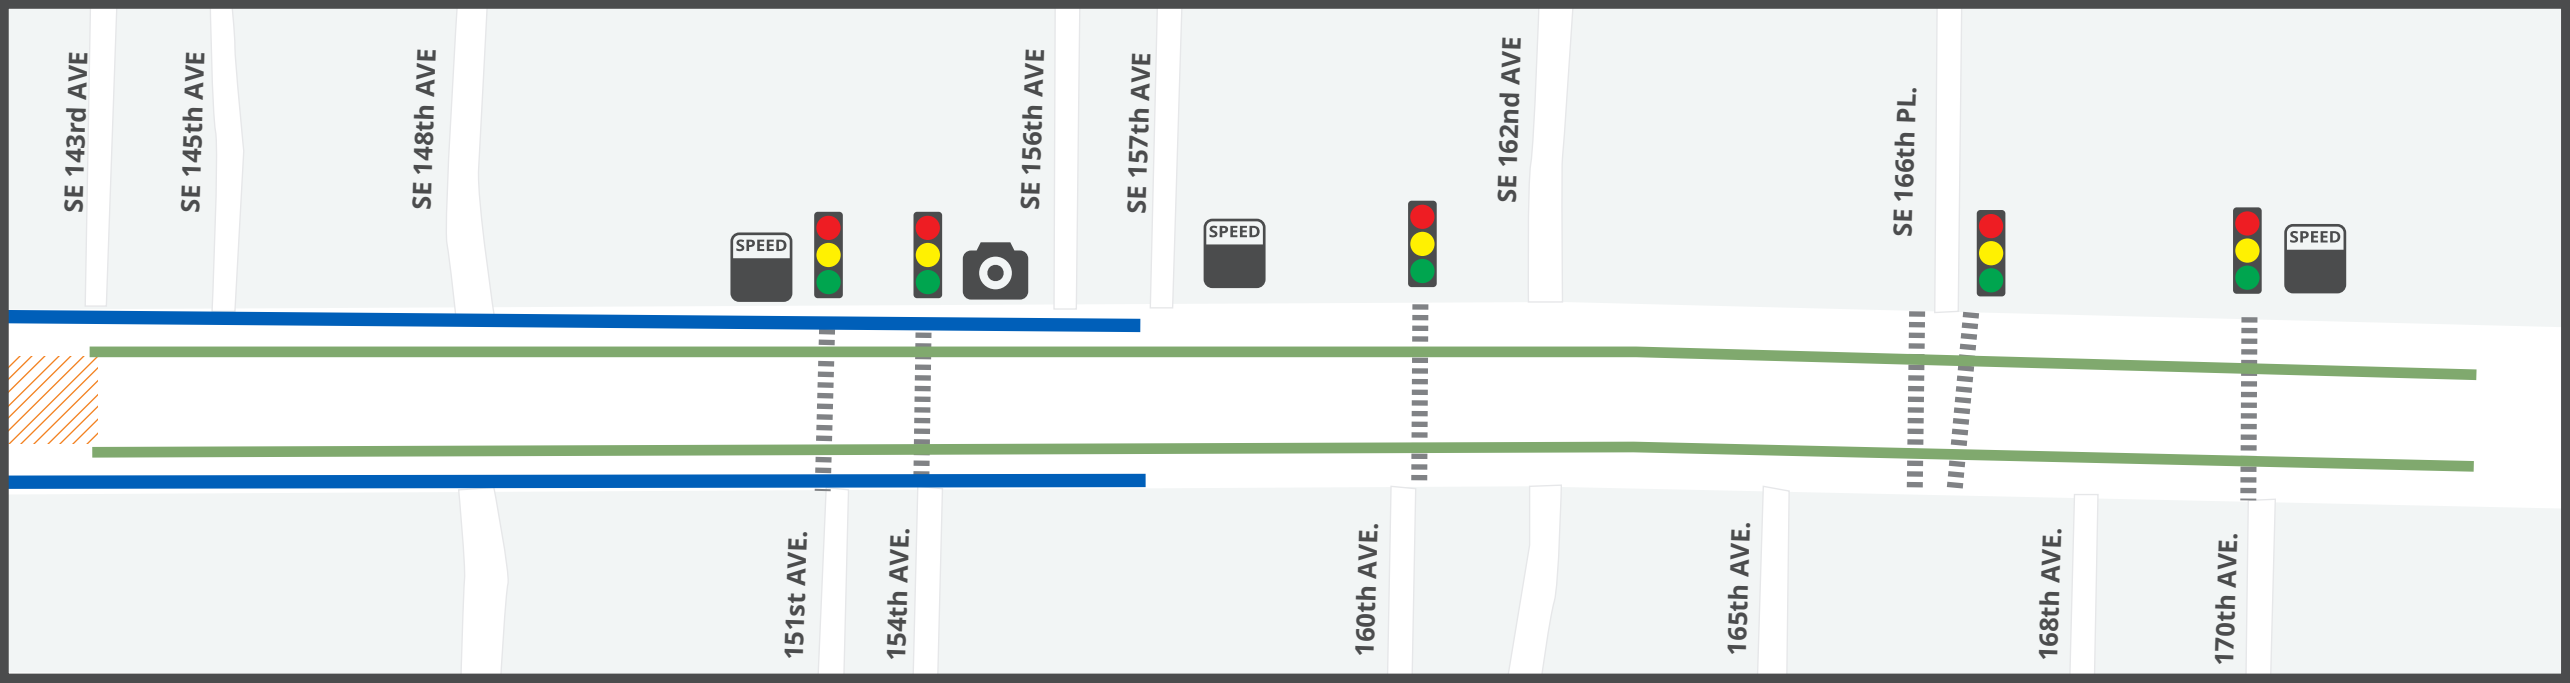 SE 143rd AVE
SE 145th AVE
SE 148th AVE
SE 156th AVE
SE 157th AVE
SE 162nd AVE
SE 166th PL.
SPEED
SPEED
SPEED
151st AVE.
154th AVE.
160th AVE.
165th AVE.
168th AVE.
170th AVE.